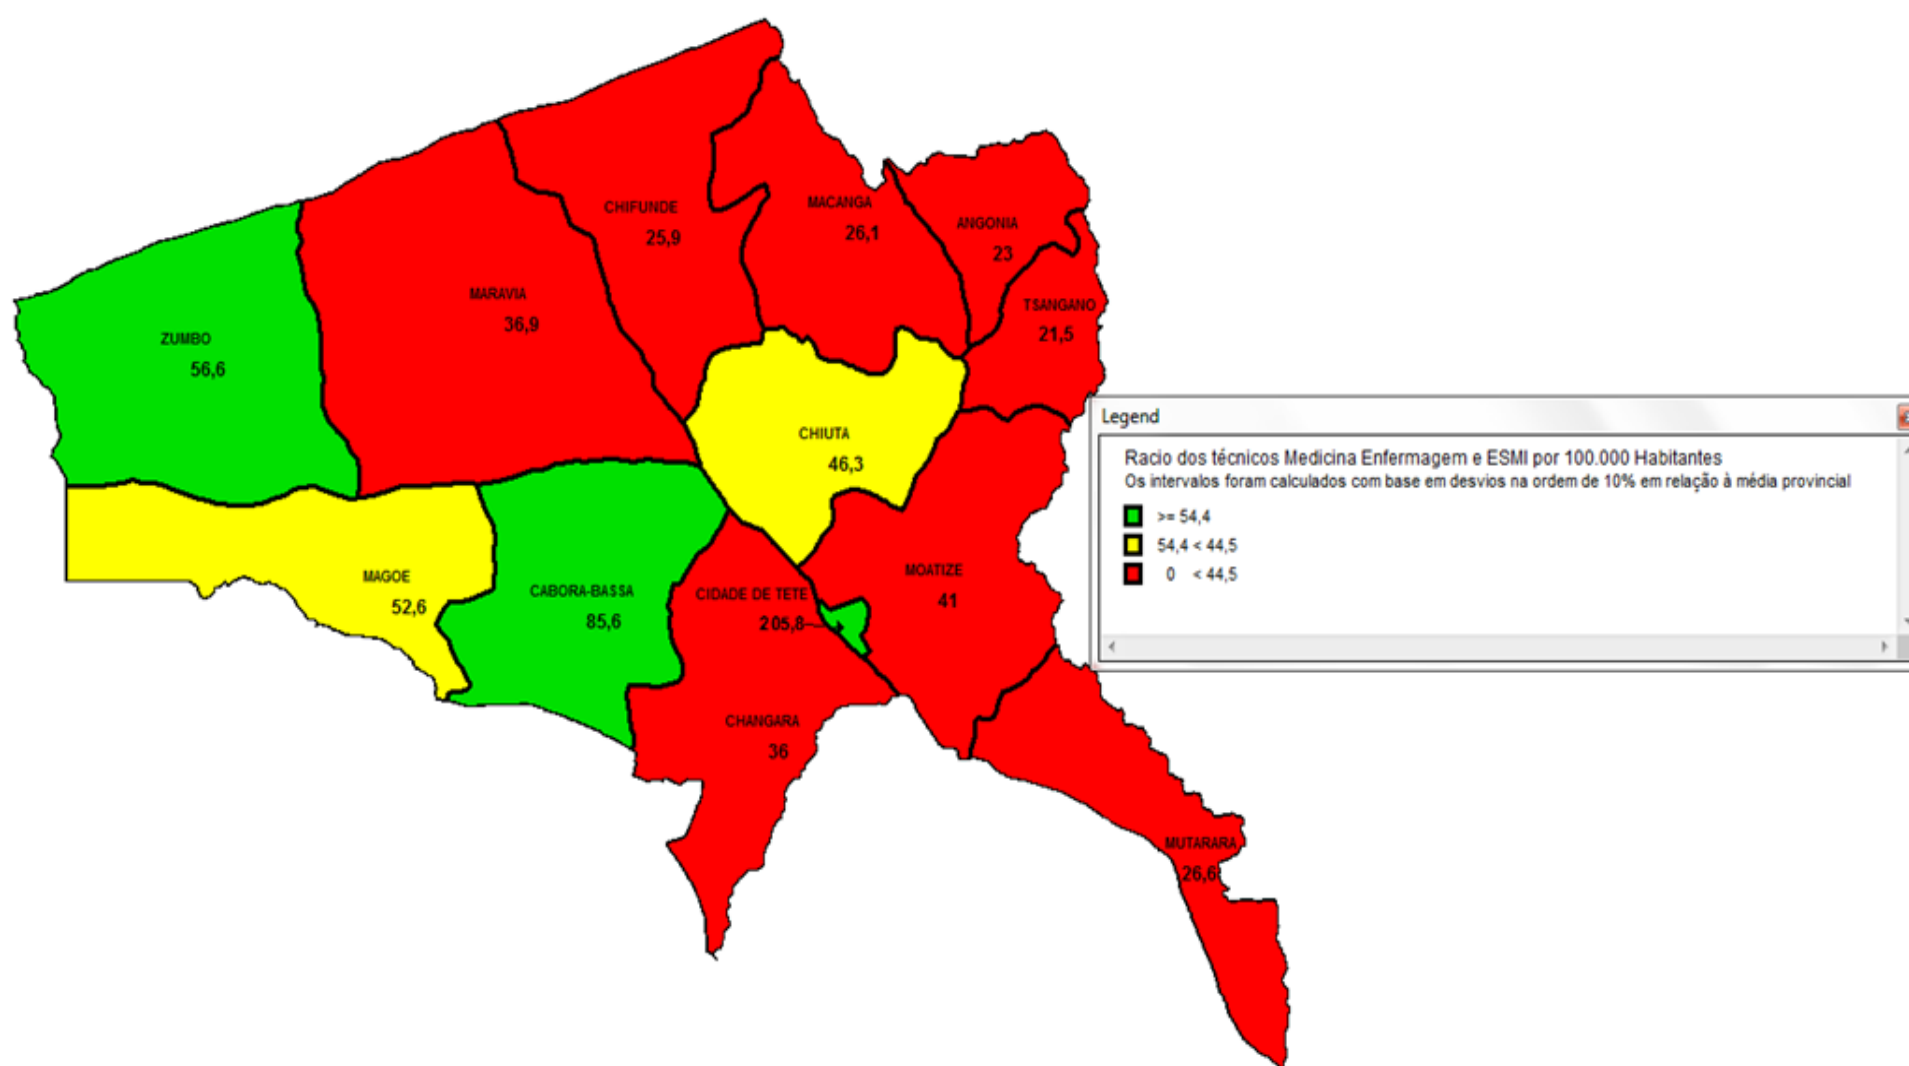 CHIFUNDE
25,9
MACANGA
26,1
ANGONIA
23
MARAVIA
36,9
TSANGANO
21,5
ZUMBO
56,6
CHIUTA
46,3
MAGOE
52,6
CABORA-BASSA
85,6
CIDADE DE TETE
205,8
MOATIZE
41
CHANGARA
36
MUTARARA
26,6
Legend
Racio dos técnicos Medicina Enfermagem e ESMI por 100.000 Habitantes
Os intervalos foram calculados com base em desvios na ordem de 10% em relação à média provincial
>= 54,4
54,4 < 44,5
0 < 44,5